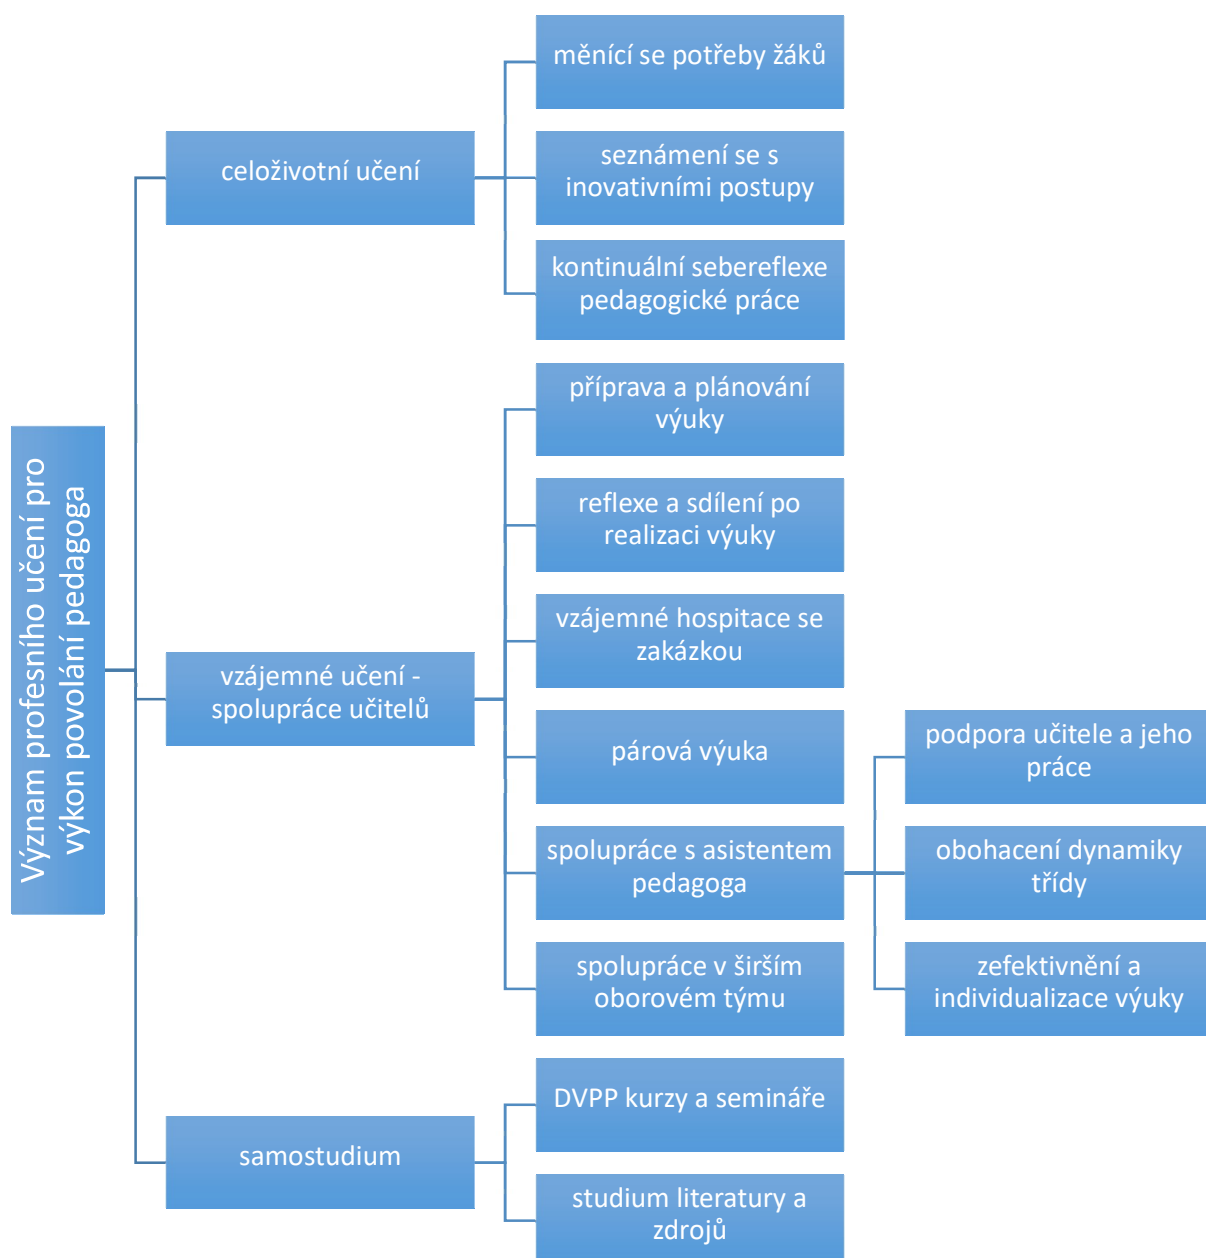 Význam profesního učení pro
výkon povolání pedagoga
celoživotní učení
měnící se potřeby žáků
seznámení se s
inovativními postupy
kontinuální sebereflexe
pedagogické práce
vzájemné učení -
spolupráce učitelů
příprava a plánování
výuky
reflexe a sdílení po
realizaci výuky
vzájemné hospitace se
zakázkou
párová výuka
spolupráce s asistentem
pedagoga
podpora učitele a jeho
práce
obohacení dynamiky
třídy
zefektivnění a
individualizace výuky
spolupráce v širším
oborovém týmu
samostudium
DVPP kurzy a semináře
studium literatury a
zdrojů